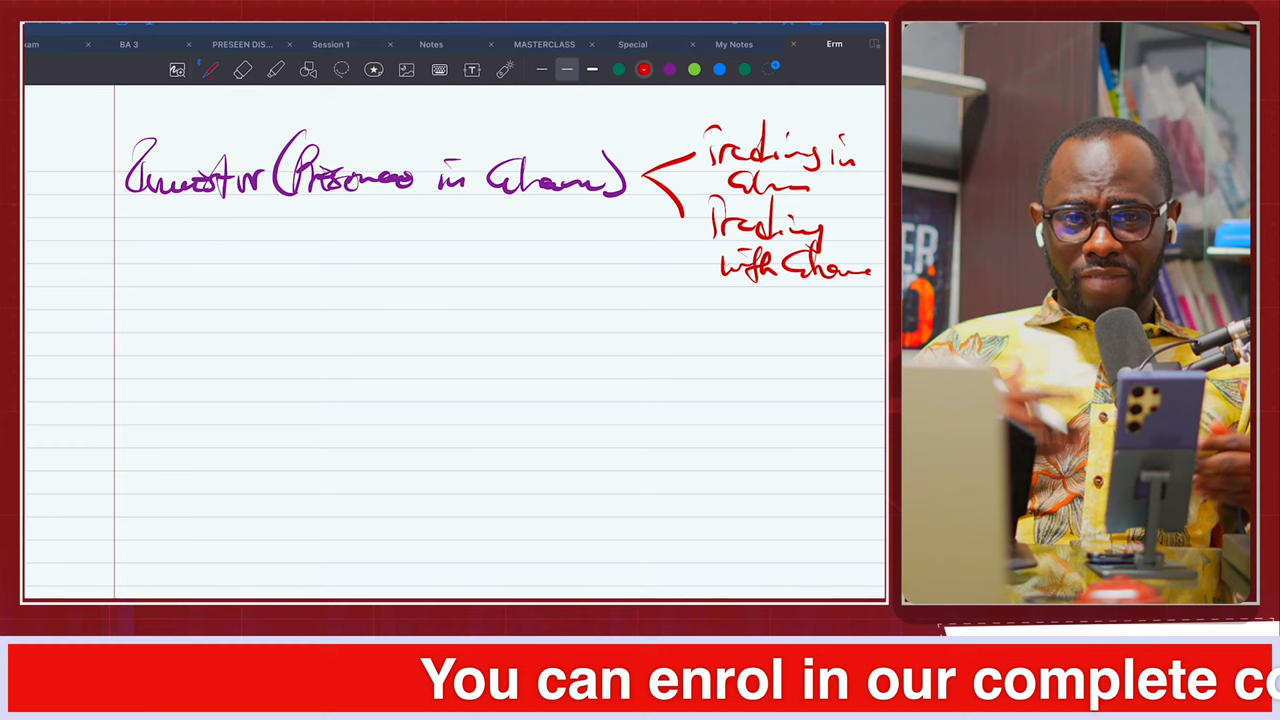 am
BA 3
PRESEEN DIS...
Session 1
Notes
MASTERCLASS
Special
My Notes
Erm
T
Investor (Presence in Ghana)
Trading in
Ghana
Trading
with Ghana
ER
You can enrol in our complete co